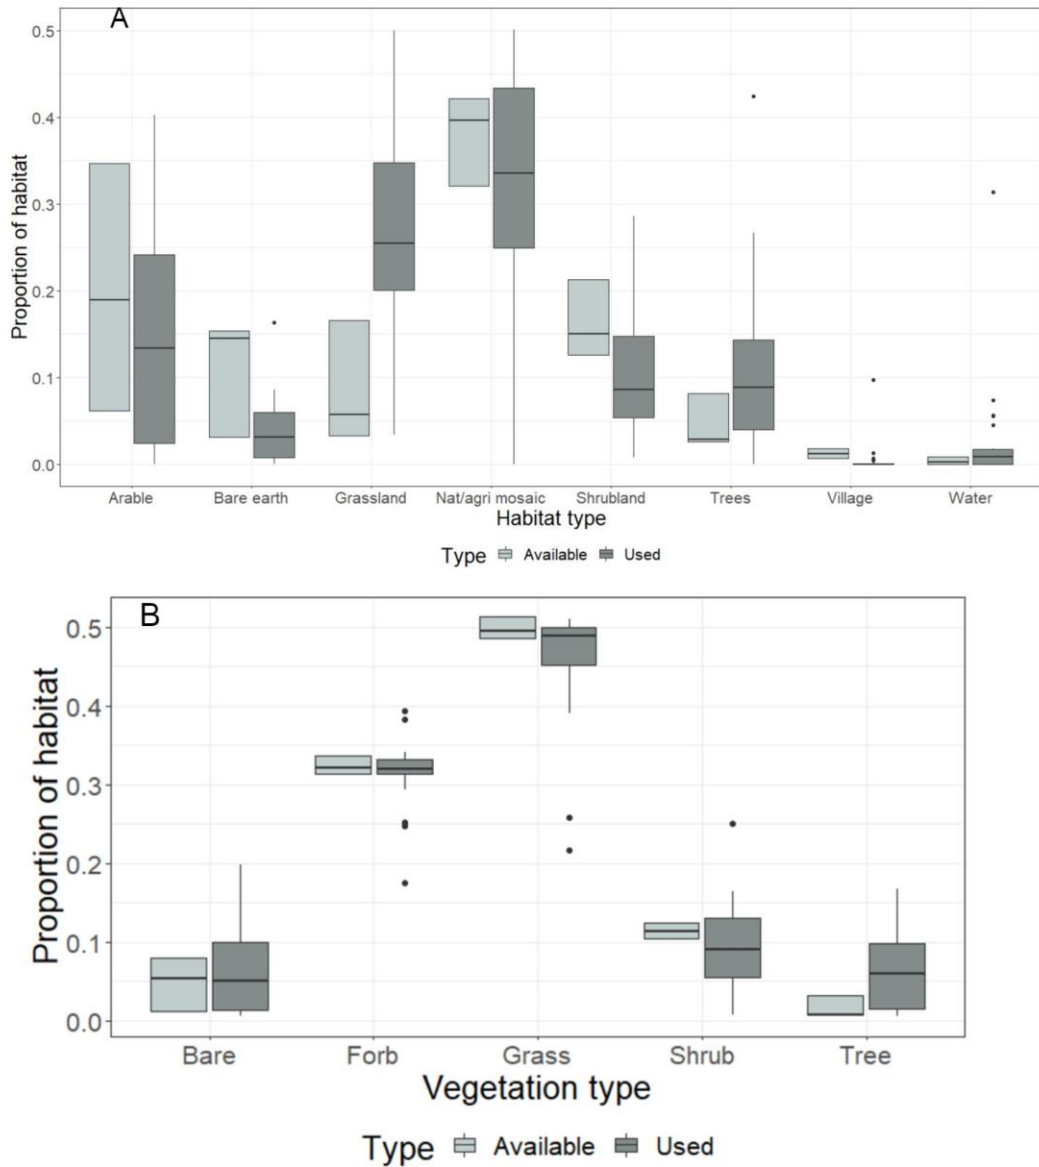 A
Proportion of habitat
0.5
0.4
0.3
0.2
0.1
0.0
Arable Bare earth Grassland Nat/agri mosaic Shrubland Trees Village Water
Habitat type
Type Available Used
B
Proportion of habitat
0.5
0.4
0.3
0.2
0.1
0.0
Bare Forb Grass Shrub Tree
Vegetation type
Type Available Used